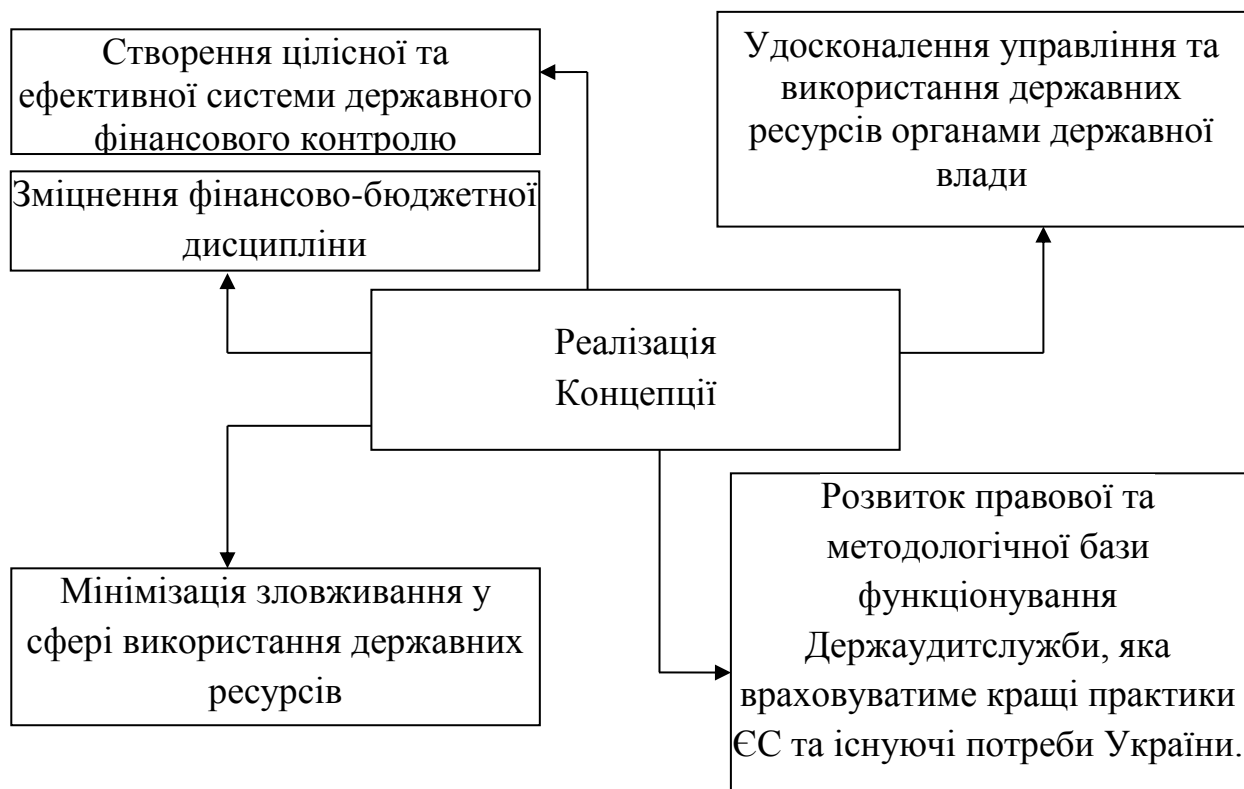 Створення цілісної та
ефективної системи державного
фінансового контролю
Удосконалення управління та
використання державних
ресурсів органами державної
влади
Зміцнення фінансово-бюджетної
дисципліни
Реалізація
Концепції
Мінімізація зловживання у
сфері використання державних
ресурсів
Розвиток правової та
методологічної бази
функціонування
Держаудитслужби, яка
враховуватиме кращі практики
ЄС та існуючі потреби України.